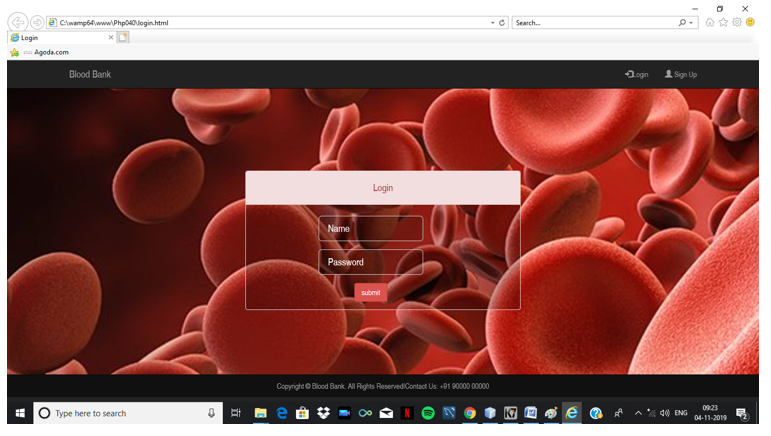 C:\wamp64\www\Php040\login.html
Search...
Login
Agoda.com
Blood Bank
Login
Sign Up
Login
Name
Password
submit
Copyright © Blood Bank. All Rights Reserved|Contact Us: +91 90000 00000
Type here to search
N
ENG
09:23
04-11-2019
2